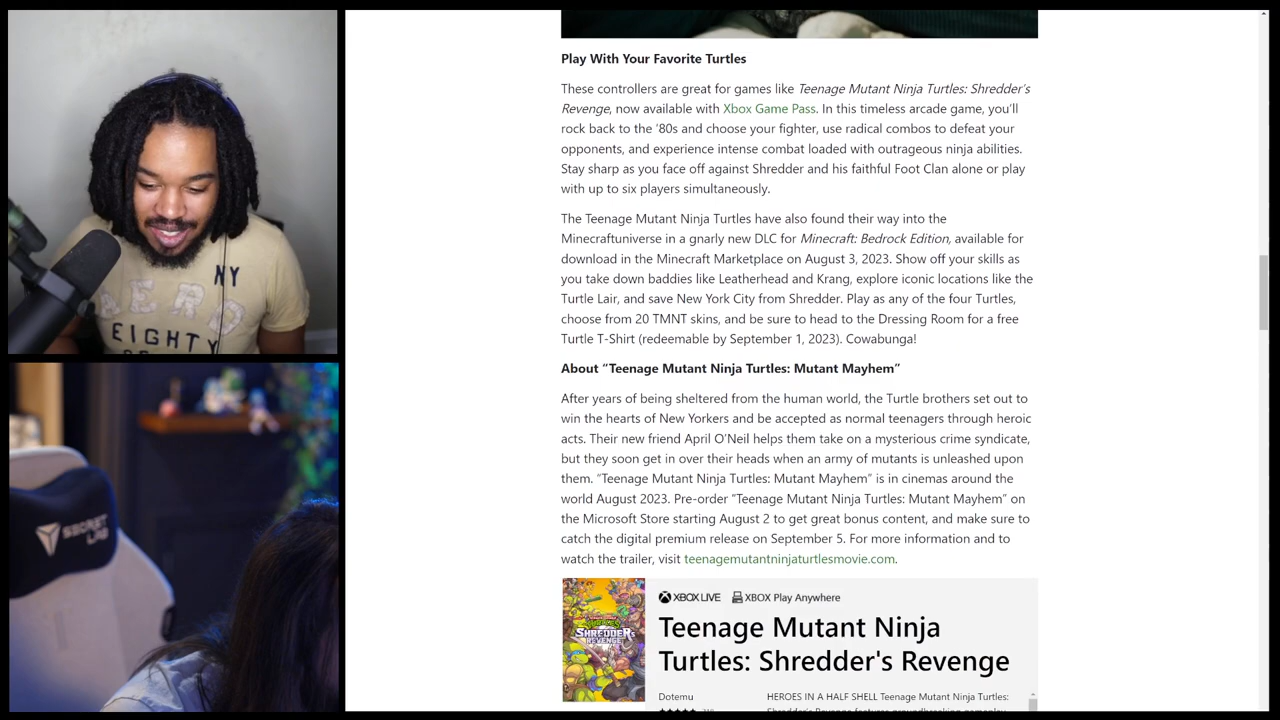 Play With Your Favorite Turtles
These controllers are great for games like Teenage Mutant Ninja Turtles: Shredder's
Revenge, now available with Xbox Game Pass. In this timeless arcade game, you'll
rock back to the '80s and choose your fighter, use radical combos to defeat your
opponents, and experience intense combat loaded with outrageous ninja abilities.
Stay sharp as you face off against Shredder and his faithful Foot Clan alone or play
with up to six players simultaneously.
The Teenage Mutant Ninja Turtles have also found their way into the
Minecraftuniverse in a gnarly new DLC for Minecraft: Bedrock Edition, available for
download in the Minecraft Marketplace on August 3, 2023. Show off your skills as
you take down baddies like Leatherhead and Krang, explore iconic locations like the
Turtle Lair, and save New York City from Shredder. Play as any of the four Turtles,
choose from 20 TMNT skins, and be sure to head to the Dressing Room for a free
Turtle T-Shirt (redeemable by September 1, 2023). Cowabunga!
About “Teenage Mutant Ninja Turtles: Mutant Mayhem”
After years of being sheltered from the human world, the Turtle brothers set out to
win the hearts of New Yorkers and be accepted as normal teenagers through heroic
acts. Their new friend April O'Neil helps them take on a mysterious crime syndicate,
but they soon get in over their heads when an army of mutants is unleashed upon
them. “Teenage Mutant Ninja Turtles: Mutant Mayhem” is in cinemas around the
world August 2023. Pre-order “Teenage Mutant Ninja Turtles: Mutant Mayhem” on
the Microsoft Store starting August 2 to get great bonus content, and make sure to
catch the digital premium release on September 5. For more information and to
watch the trailer, visit teenagemutantninjaturtlesmovie.com.
XBOX LIVE XBOX Play Anywhere
Teenage Mutant Ninja
Turtles: Shredder's Revenge
Dotemu
HEROES IN A HALF SHELL Teenage Mutant Ninja Turtles:
Shredder's Revenge features groundbreaking gameplay
SHREDDER'S
REVENGE
NY
AERO
EIGHTY
SECRET
LAB